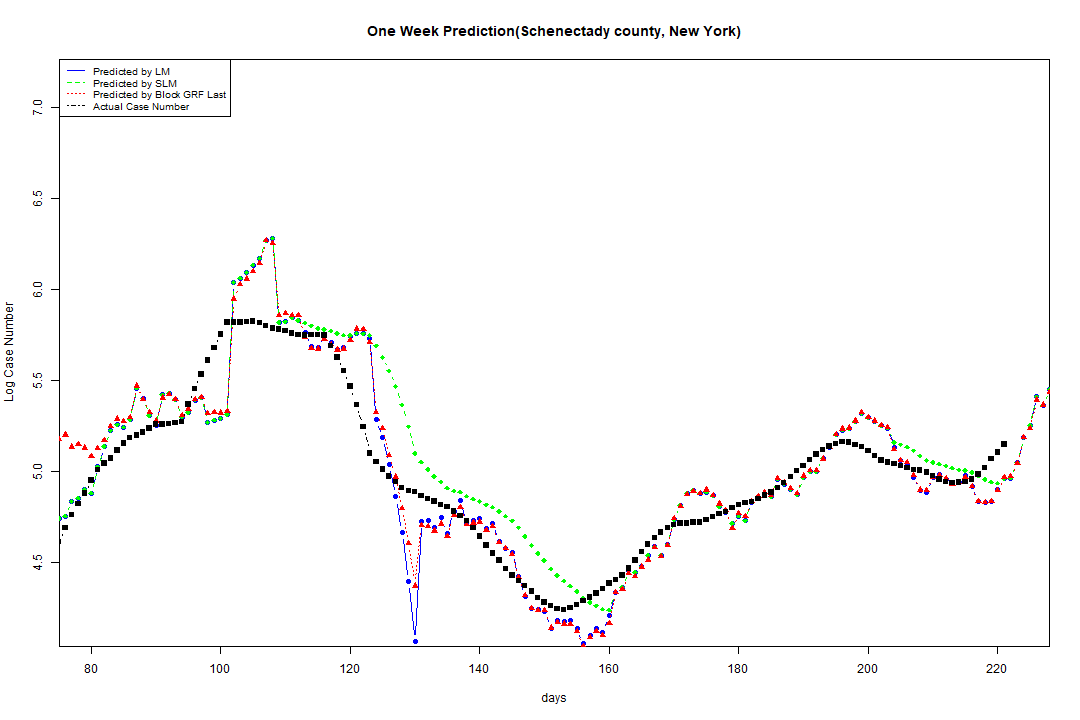 One Week Prediction(Schenectady county, New York)
Predicted by LM
Predicted by SLM
Predicted by Block GRF Last
Actual Case Number
7.0
6.5
6.0
5.5
5.0
4.5
Log Case Number
80 100 120 140 160 180 200 220
days